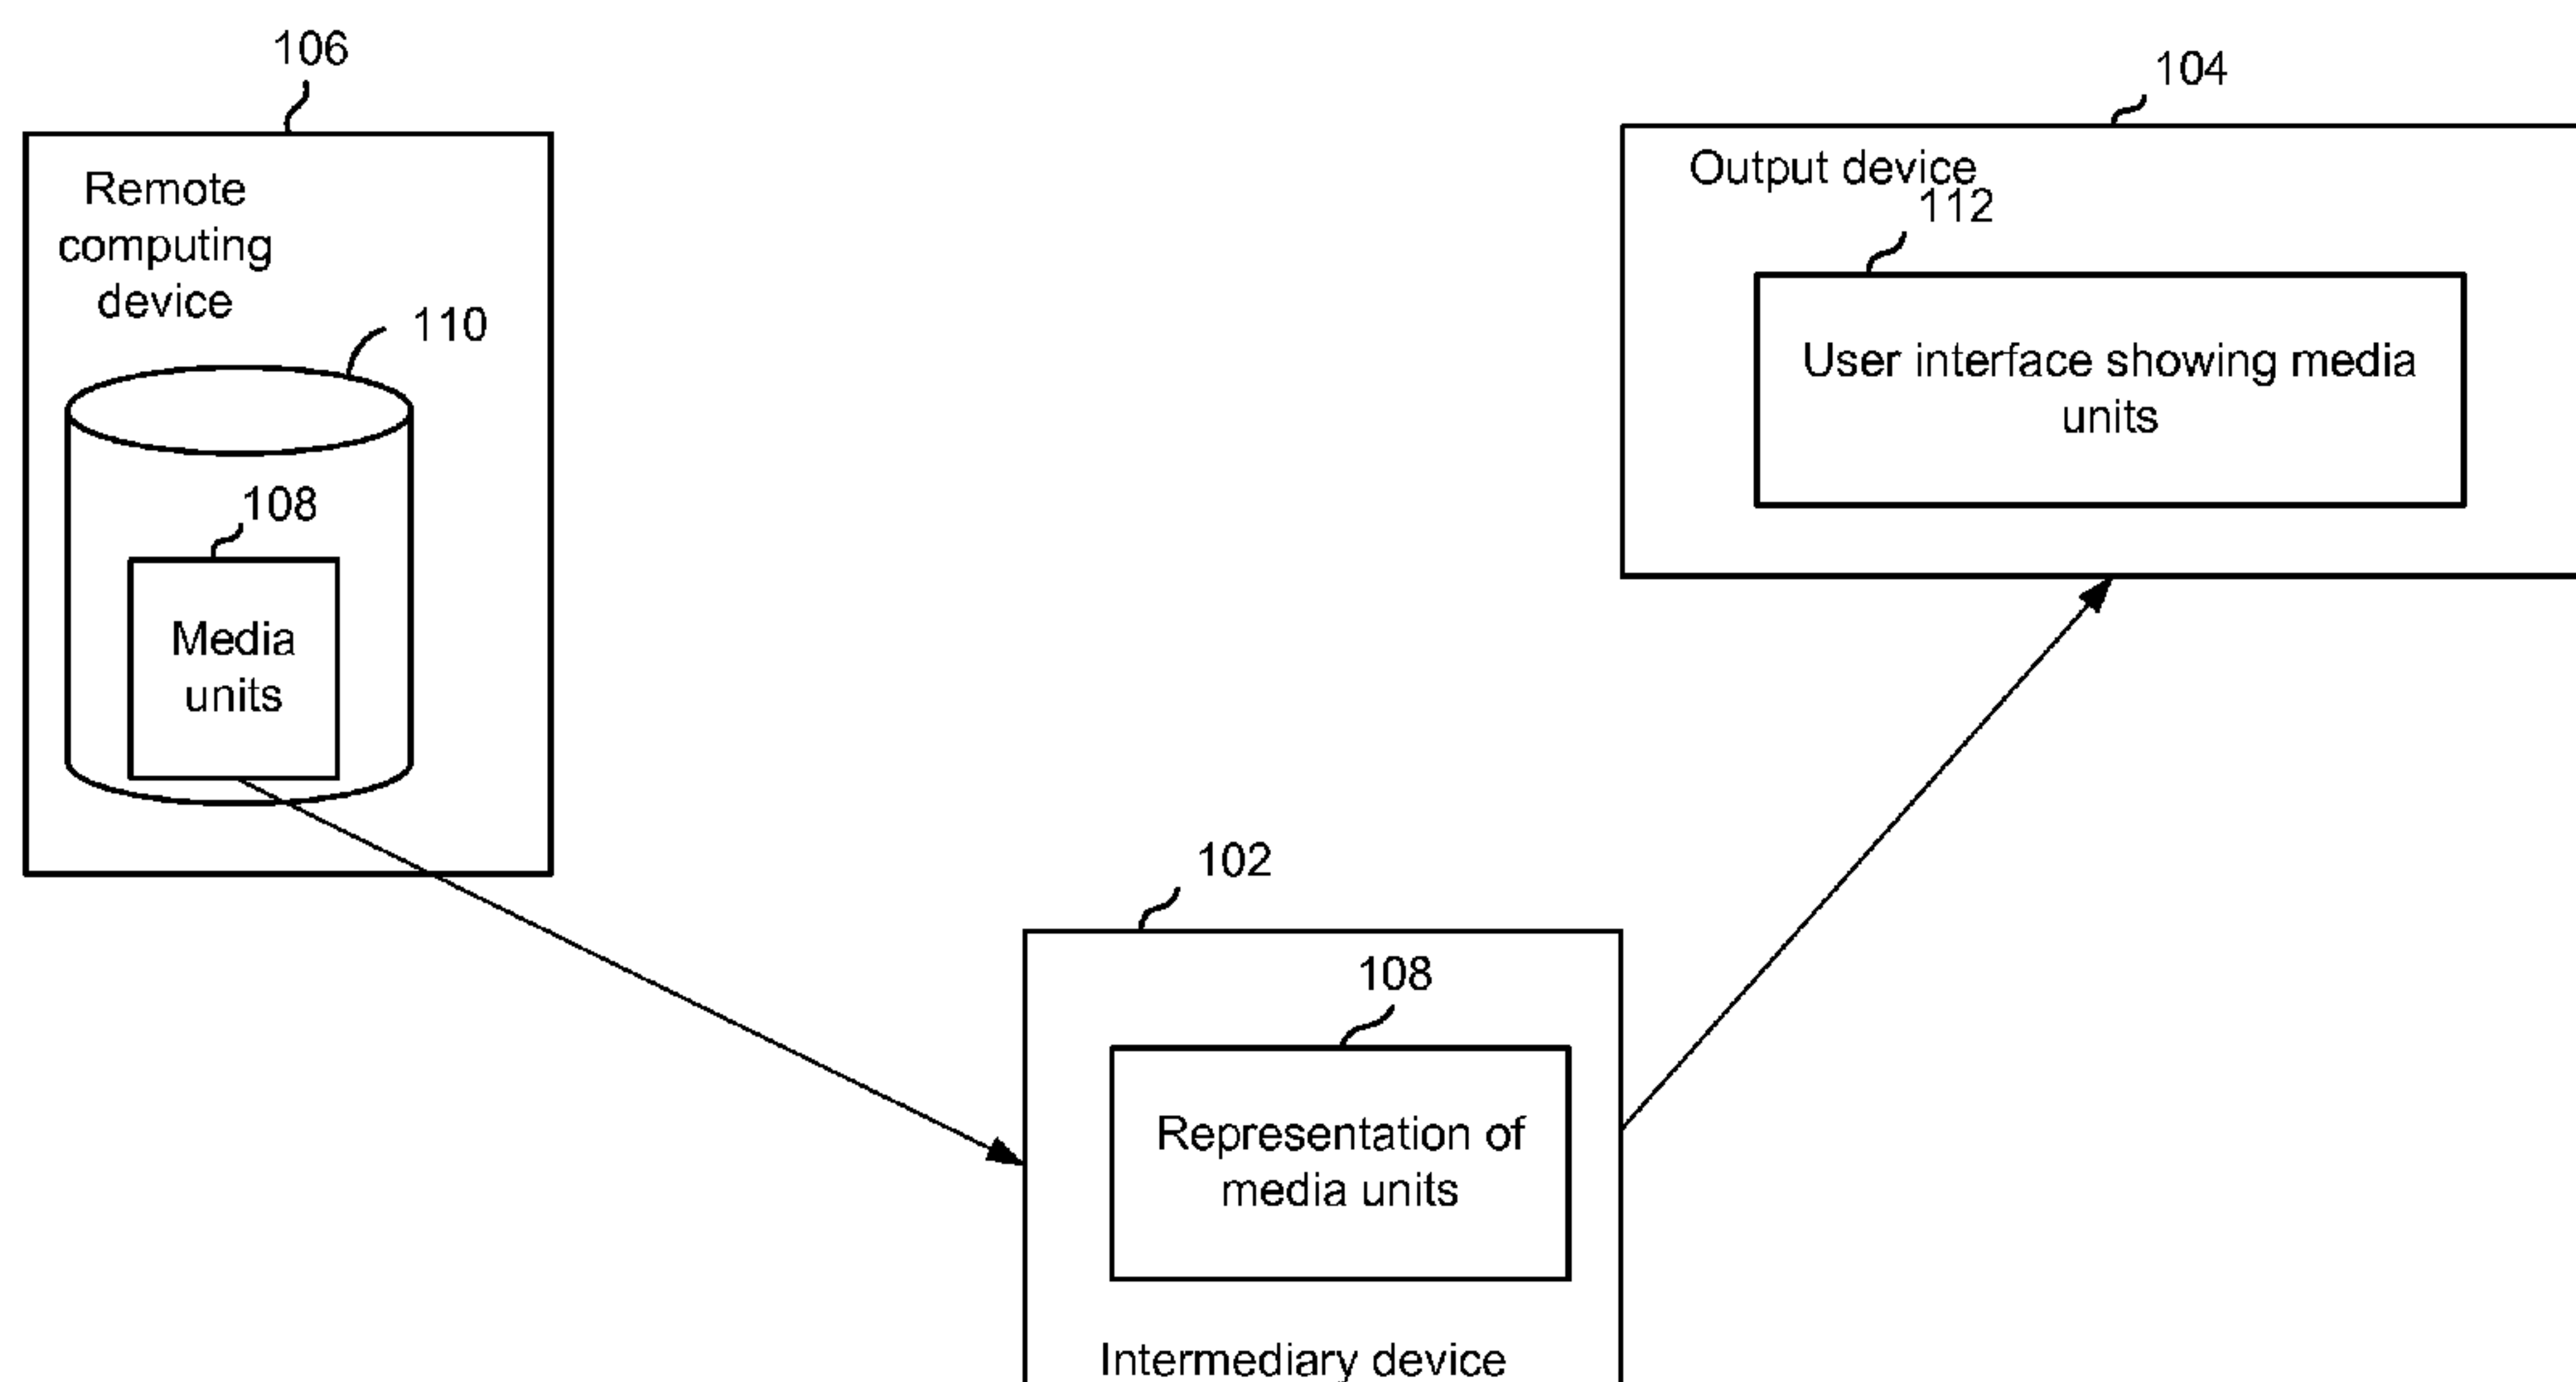 106
Remote
computing
device
110
108
Media
units
104
Output device
112
User interface showing media
units
102
108
Representation of
media units
Intermediary device